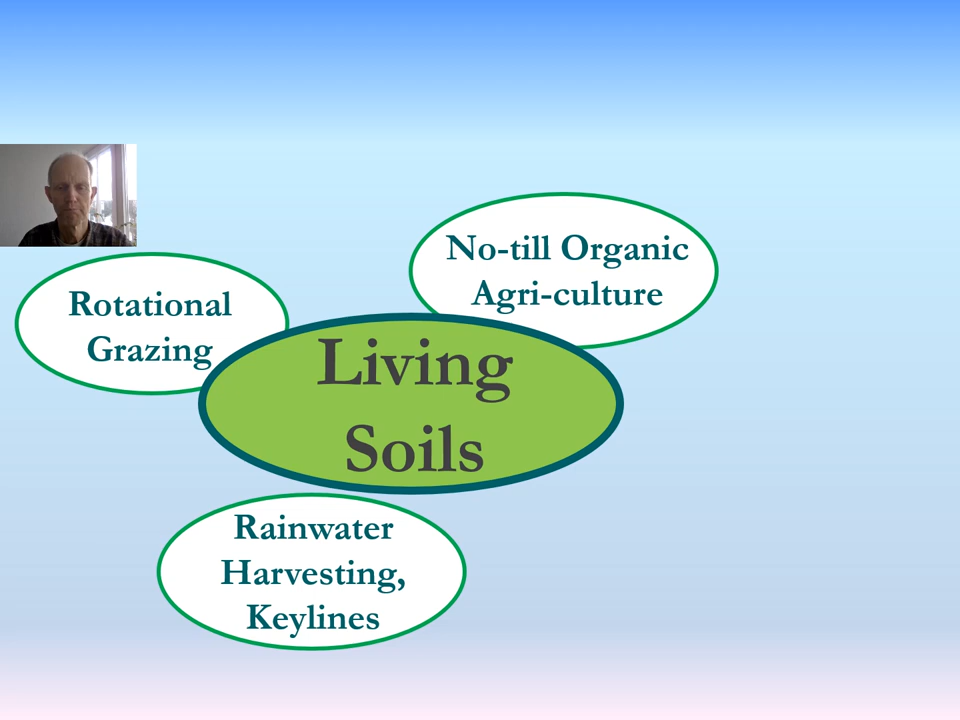 No-till Organic
Agri-culture
Rotational
Grazing
Living
Soils
Rainwater
Harvesting,
Keylines